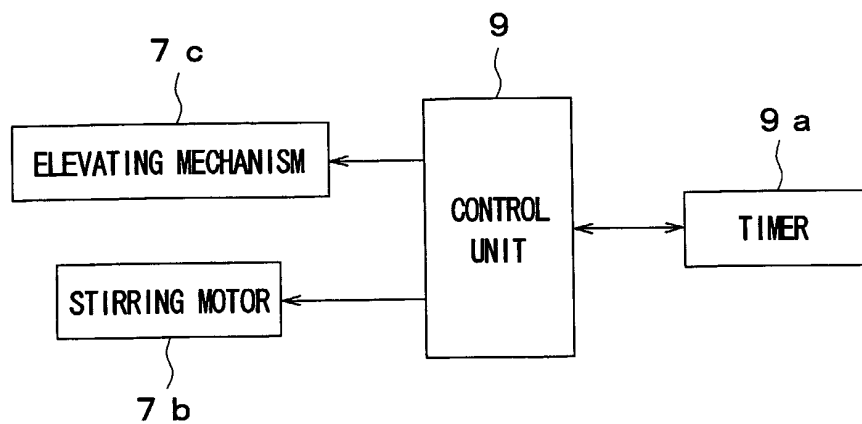 9
7 c
9 a
ELEVATING MECHANISM
CONTROL
UNIT
TIMER
STIRRING MOTOR
7 b